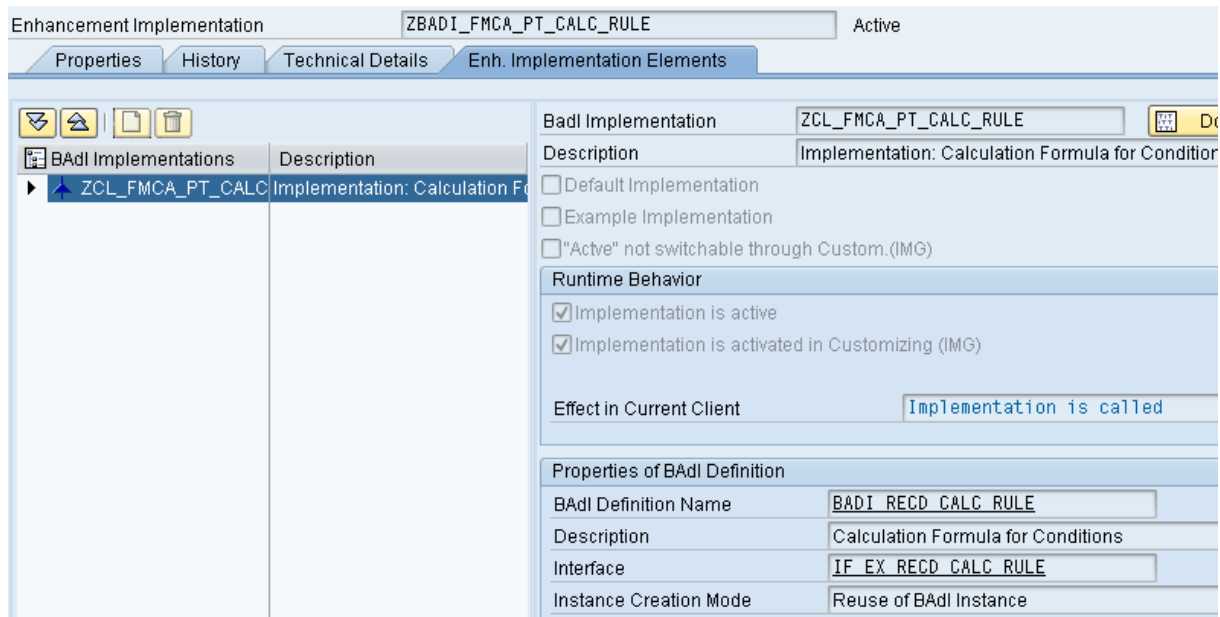 Enhancement Implementation ZBADI_FMCA_PT_CALC_RULE Active
Properties History Technical Details Enh. Implementation Elements
BAdI Implementations Description
ZCL_FMCA_PT_CALC Implementation: Calculation Fo
BadI Implementation ZCL_FMCA_PT_CALC_RULE Do
Description Implementation: Calculation Formula for Condition
Default Implementation
Example Implementation
"Actve" not switchable through Custom.(IMG)
Runtime Behavior
Implementation is active
Implementation is activated in Customizing (IMG)
Effect in Current Client Implementation is called
Properties of BAdI Definition
BAdI Definition Name BADI_RECD_CALC_RULE
Description Calculation Formula for Conditions
Interface IF_EX_RECD_CALC_RULE
Instance Creation Mode Reuse of BAdI Instance